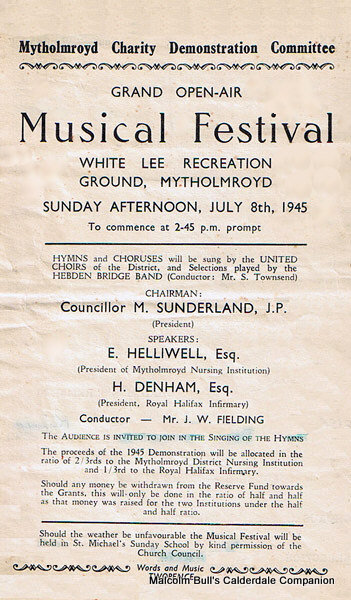 Mytholmroyd Charity Demonstration Committee
GRAND OPEN-AIR
Musical Festival
WHITE LEE RECREATION
GROUND, MYTHOLMROYD
SUNDAY AFTERNOON, JULY 8th, 1945
To commence at 2-45 p.m. prompt
HYMNS and CHORUSES will be sung by the UNITED
CHOIRS of the District, and Selections played by the
HEBDEN BRIDGE BAND (Conductor: Mr. S. Townsend)
CHAIRMAN:
Councillor M. SUNDERLAND, J.P.
(President)
SPEAKERS:
E. HELLIWELL, Esq.
(President of Mytholmroyd Nursing Institution)
H. DENHAM, Esq.
(President, Royal Halifax Infirmary)
Conductor — Mr. J. W. FIELDING
THE AUDIENCE IS INVITED TO JOIN IN THE SINGING OF THE HYMNS
The proceeds of the 1945 Demonstration will be allocated in the
ratio of 2/3rds to the Mytholmroyd District Nursing Institution
and 1/3rd to the Royal Halifax Infirmary.
Should any money be withdrawn from the Reserve Fund towards
the Grants, this will only be done in the ratio of half and half
as that money was raised for the two Institutions under the half
and half ratio.
Should the weather be unfavourable the Musical Festival will be
held in St. Michael's Sunday School by kind permission of the
Church Council.
Words and Music
TWOPENCE
Malcolm Bull's Calderdale Companion